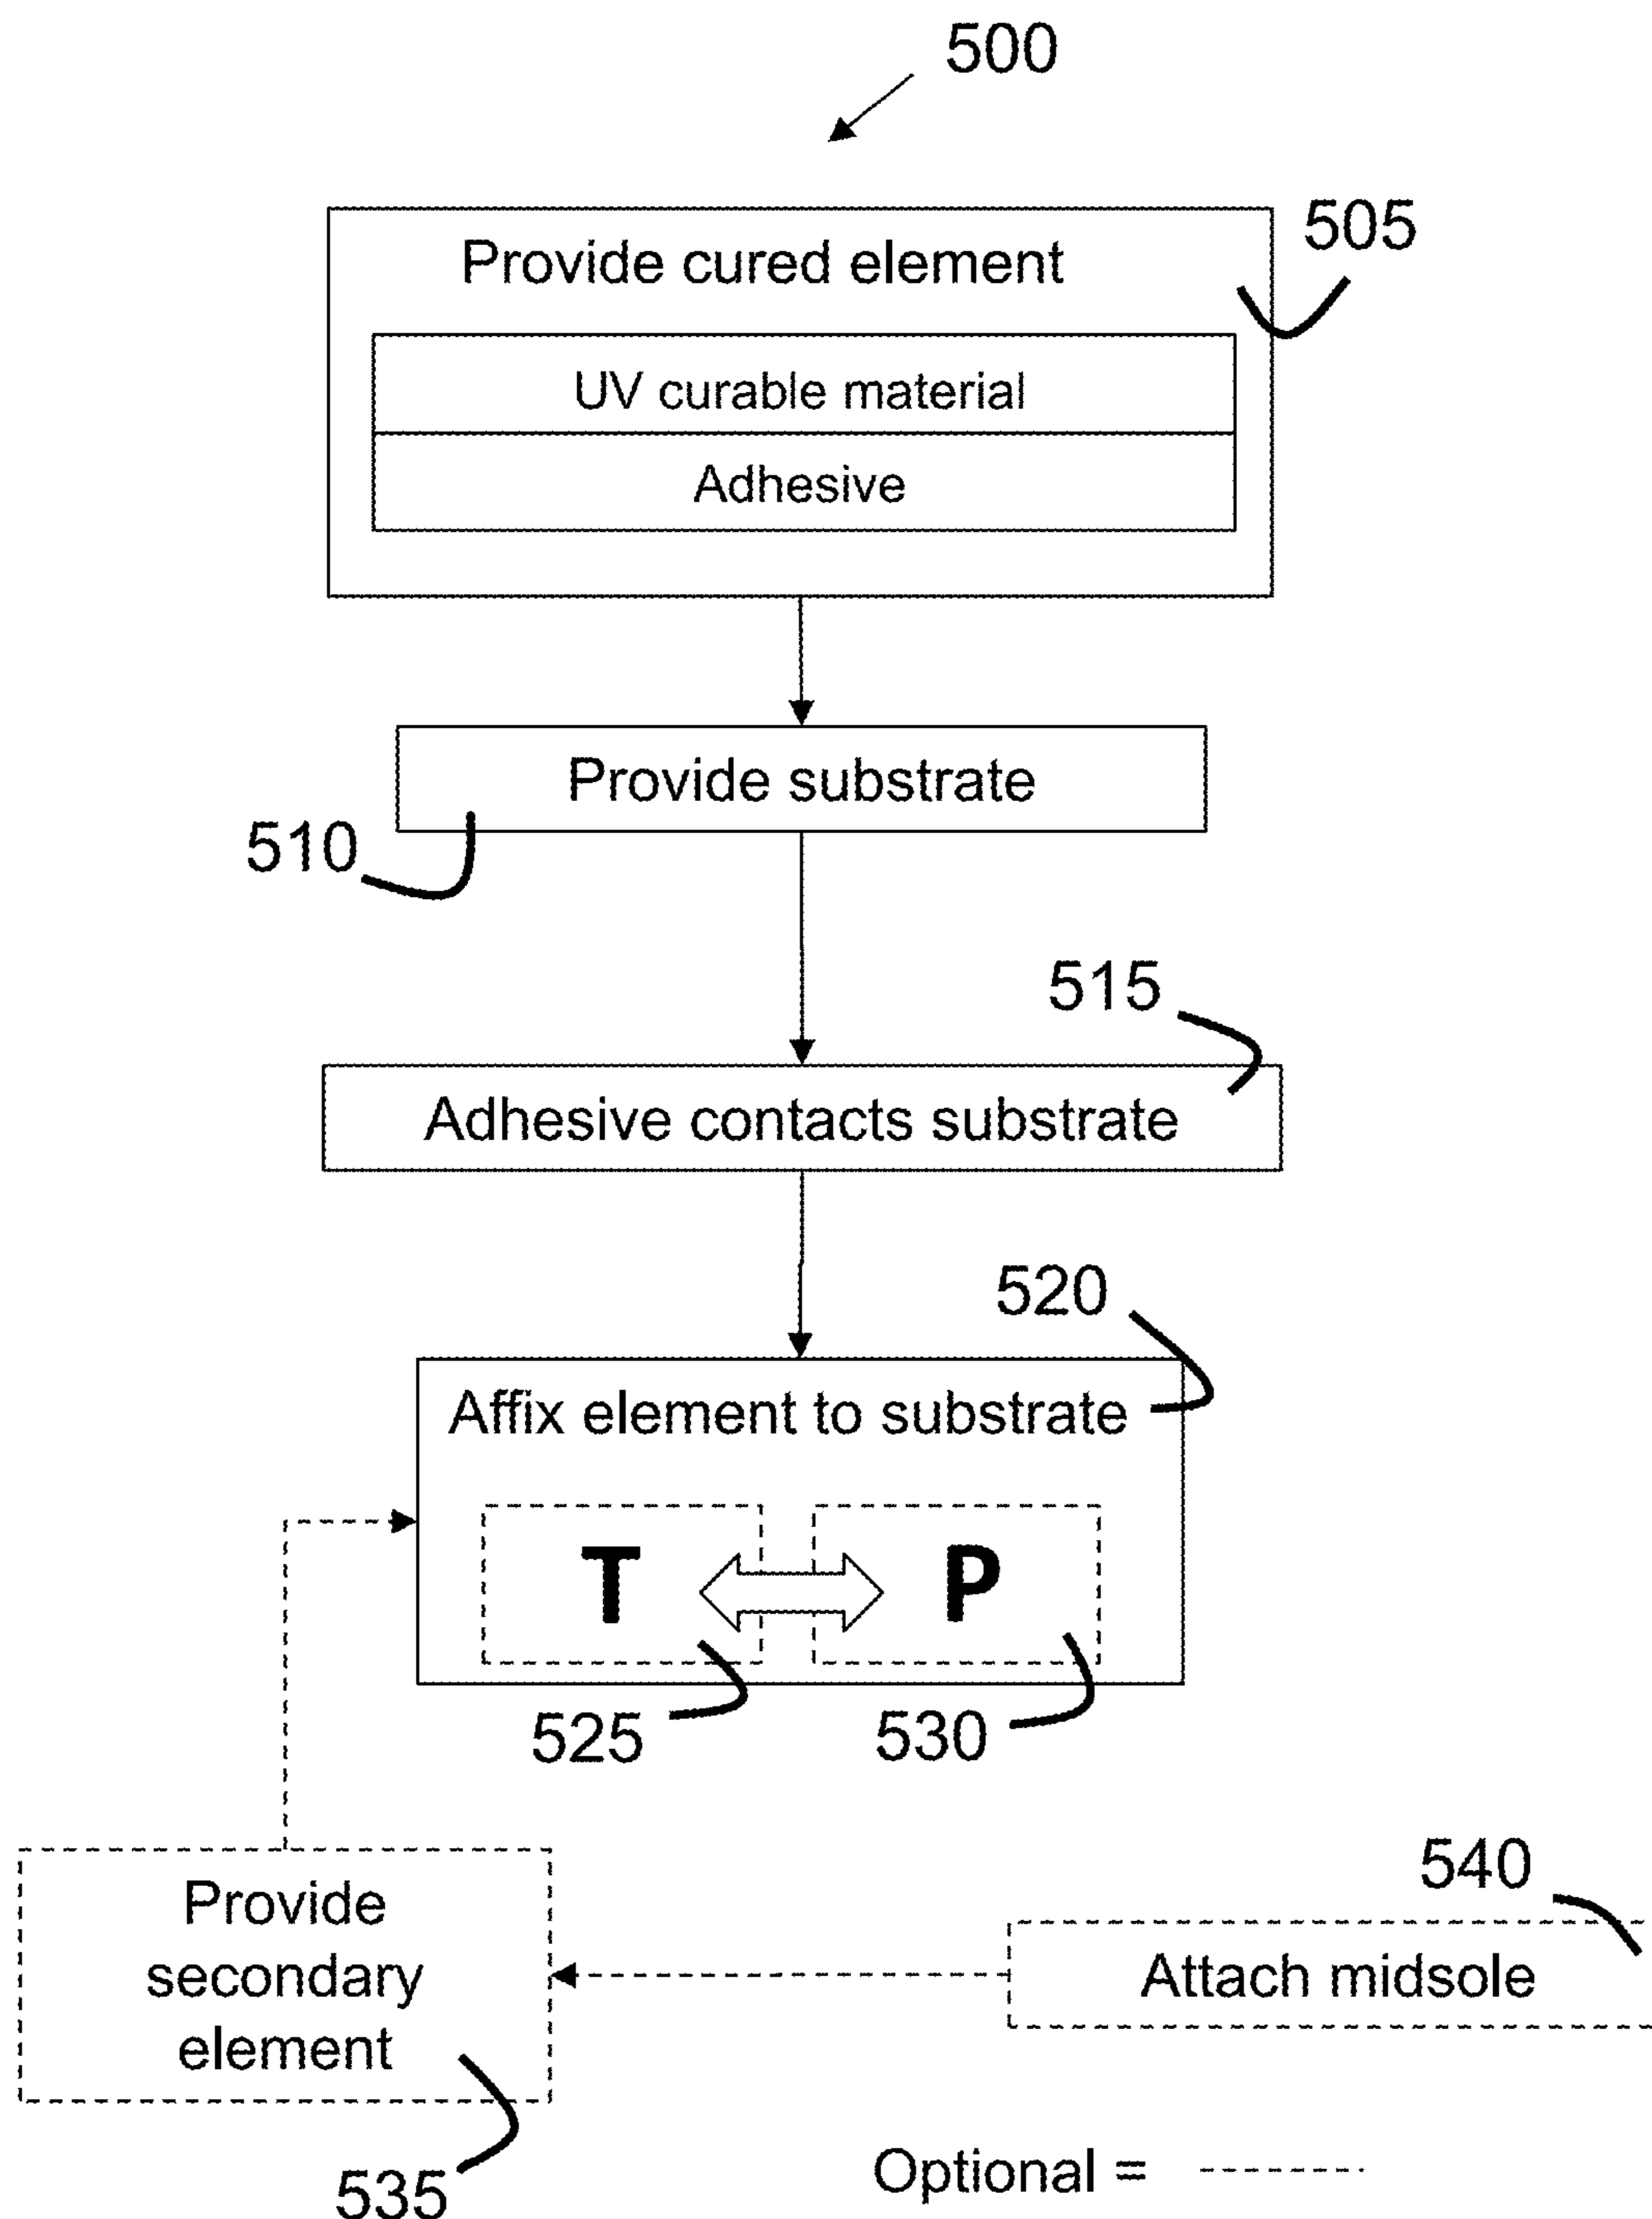 500
505
Provide cured element
UV curable material
Adhesive
Provide substrate
510
515
Adhesive contacts substrate
520
Affix element to substrate
T
P
525
530
Provide
secondary
element
535
540
Attach midsole
Optional =